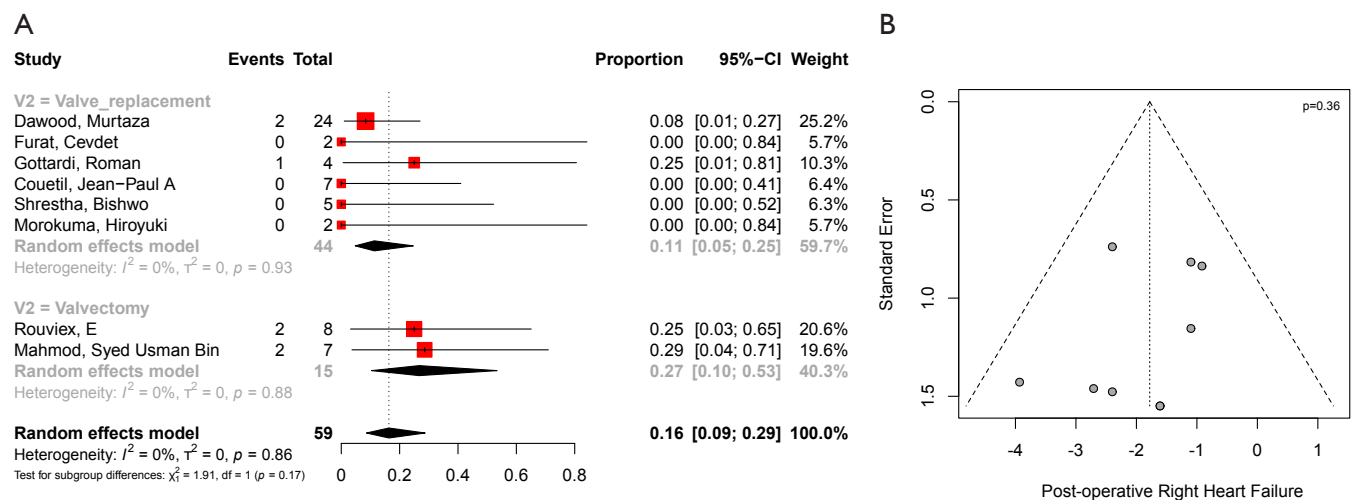 A
Study Events Total Proportion 95%−CI Weight
V2 = Valve_replacement
Dawood, Murtaza 2 24 0.08 [0.01; 0.27] 25.2%
Furat, Cevdet 0 2 0.00 [0.00; 0.84] 5.7%
Gottardi, Roman 1 4 0.25 [0.01; 0.81] 10.3%
Couetil, Jean−Paul A 0 7 0.00 [0.00; 0.41] 6.4%
Shrestha, Bishwo 0 5 0.00 [0.00; 0.52] 6.3%
Morokuma, Hiroyuki 0 2 0.00 [0.00; 0.84] 5.7%
Random effects model 44 0.11 [0.05; 0.25] 59.7%
Heterogeneity: I² = 0%, τ² = 0, p = 0.93
V2 = Valvectomy
Rouviex, E 2 8 0.25 [0.03; 0.65] 20.6%
Mahmod, Syed Usman Bin 2 7 0.29 [0.04; 0.71] 19.6%
Random effects model 15 0.27 [0.10; 0.53] 40.3%
Heterogeneity: I² = 0%, τ² = 0, p = 0.88
Random effects model 59 0.16 [0.09; 0.29] 100.0%
Heterogeneity: I² = 0%, τ² = 0, p = 0.86
Test for subgroup differences: χ₁² = 1.91, df = 1 (p = 0.17)
0 0.2 0.4 0.6 0.8
B
p=0.36
Standard Error
0.0
0.5
1.0
1.5
-4 -3 -2 -1 0 1
Post-operative Right Heart Failure